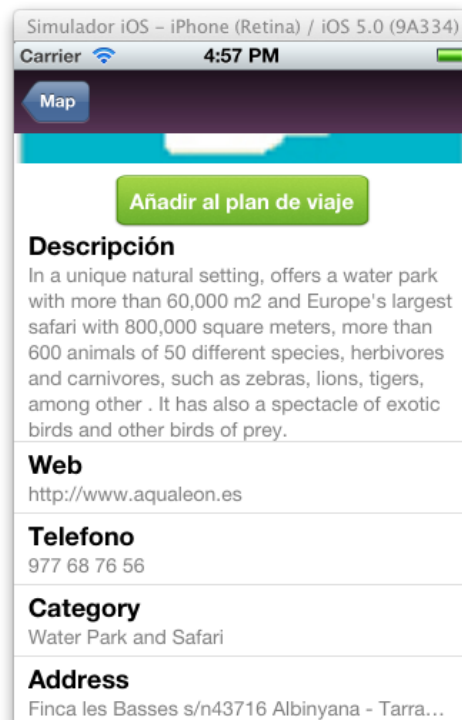 Simulador iOS – iPhone (Retina) / iOS 5.0 (9A334)
Carrier 4:57 PM
Map
Añadir al plan de viaje
Descripción
In a unique natural setting, offers a water park
with more than 60,000 m2 and Europe's largest
safari with 800,000 square meters, more than
600 animals of 50 different species, herbivores
and carnivores, such as zebras, lions, tigers,
among other . It has also a spectacle of exotic
birds and other birds of prey.
Web
http://www.aqualeon.es
Telefono
977 68 76 56
Category
Water Park and Safari
Address
Finca les Basses s/n43716 Albinyana - Tarra...